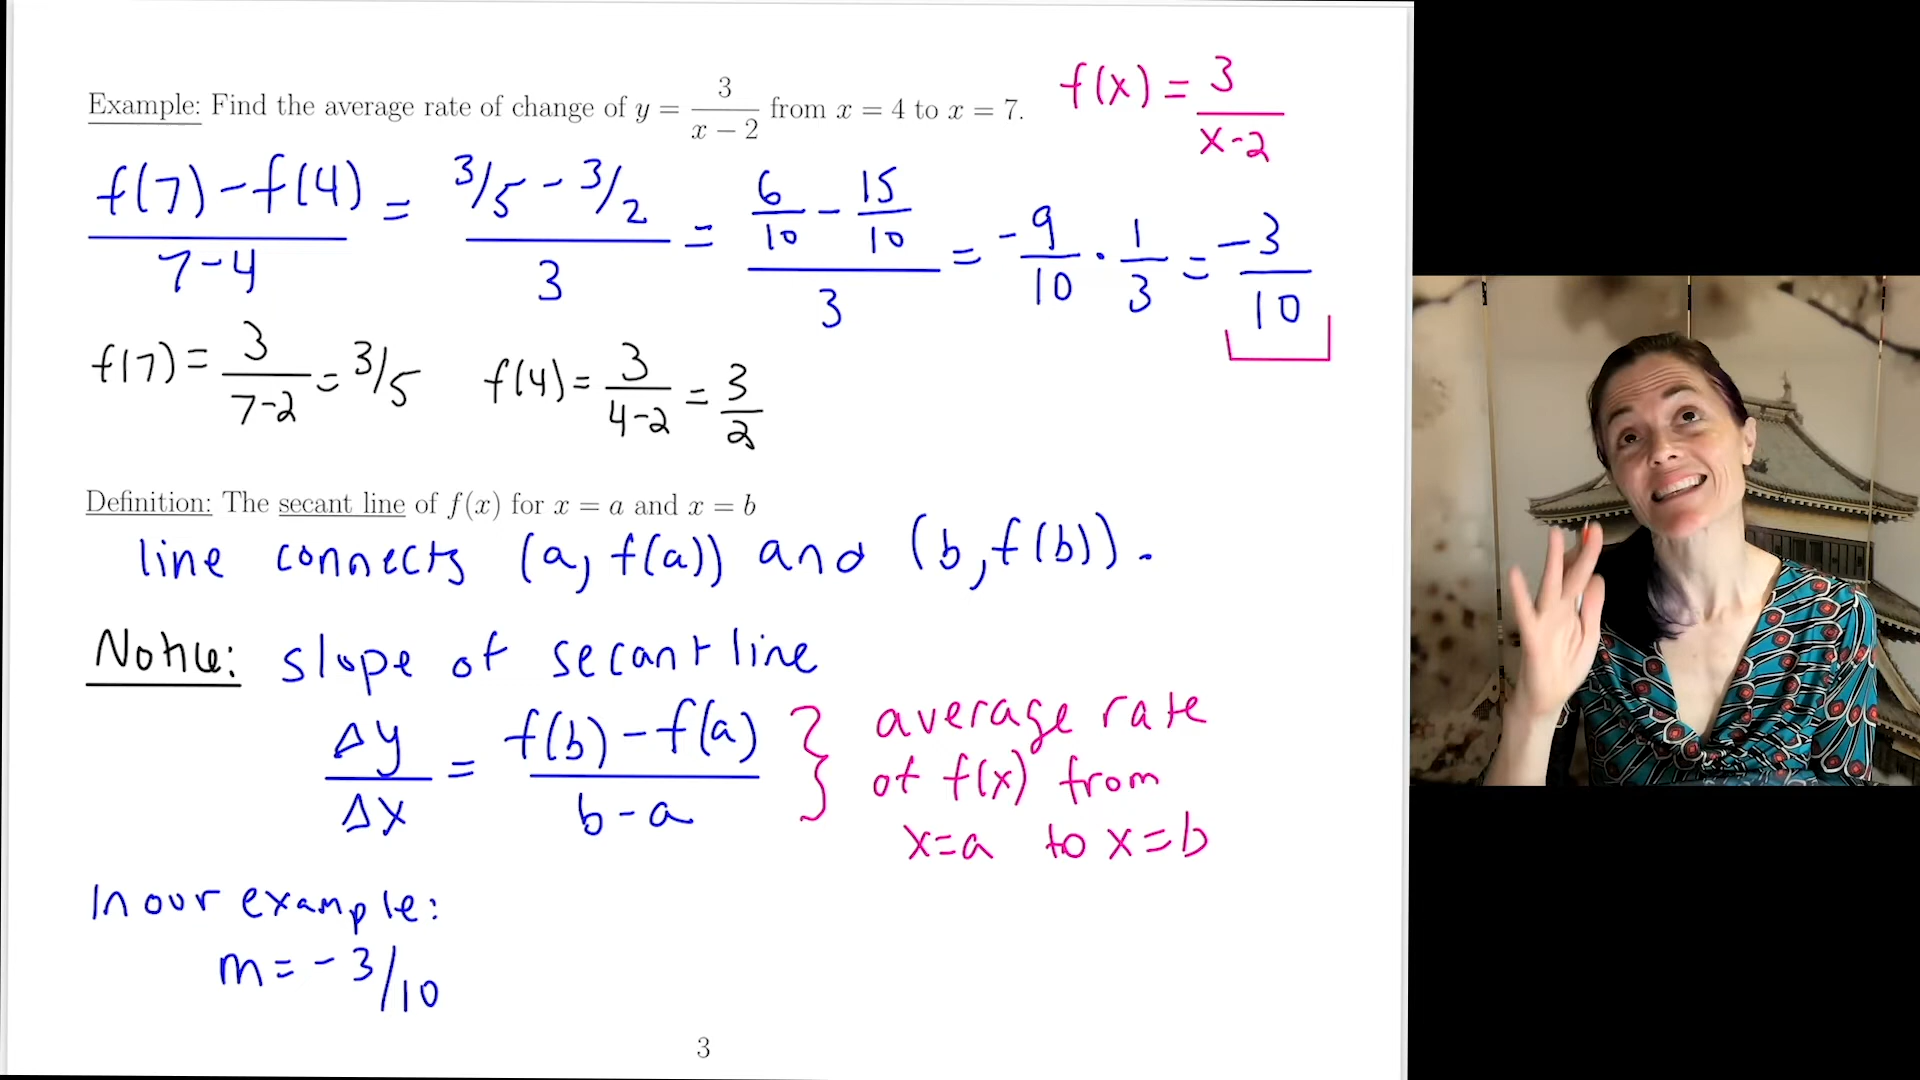 Example: Find the average rate of change of y = 3/(x − 2) from x = 4 to x = 7.
f(x) = 3/(x-2)
(f(7) - f(4))/(7-4) = (3/5 - 3/2)/3 = (6/10 - 15/10)/3 = -9/10 · 1/3 = -3/10
f(7) = 3/(7-2) = 3/5 f(4) = 3/(4-2) = 3/2
Definition: The secant line of f(x) for x = a and x = b
line connects (a, f(a)) and (b, f(b)).
Notice: slope of secant line
Δy/Δx = (f(b) - f(a))/(b-a) } average rate
of f(x) from
x=a to x=b
In our example:
m = -3/10
3